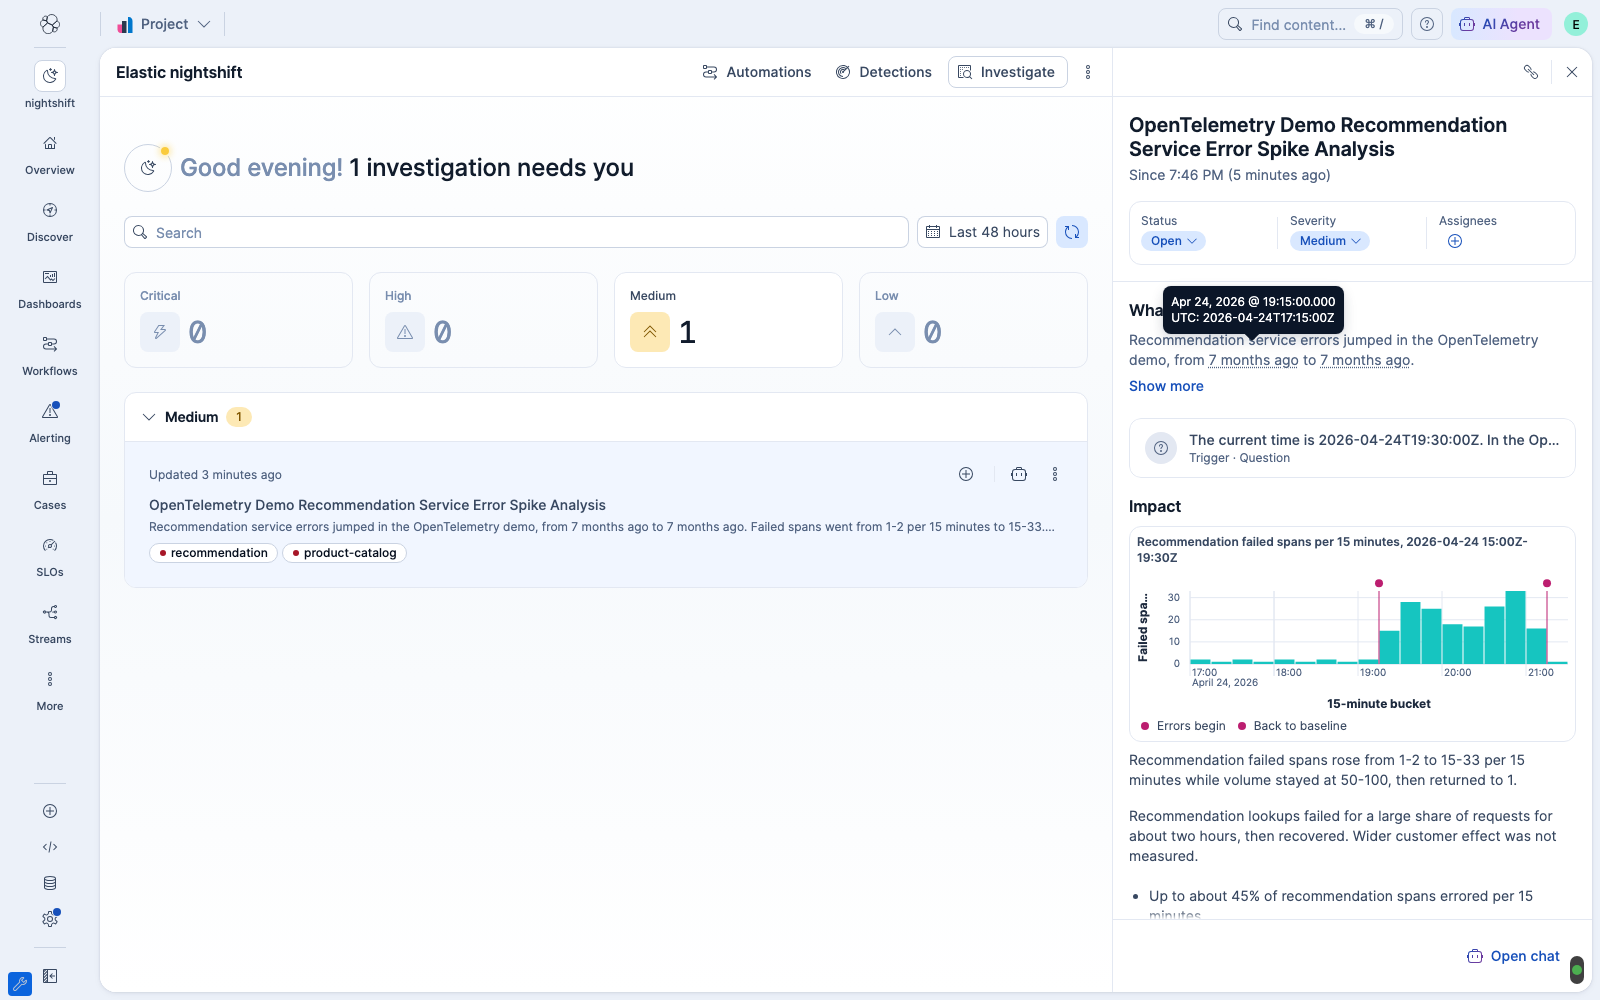 Project
Find content...
⌘ /
AI Agent
E
nightshift
Overview
Discover
Dashboards
Workflows
Alerting
Cases
SLOs
Streams
More
Elastic nightshift
Automations
Detections
Investigate
Good evening! 1 investigation needs you
Search
Last 48 hours
Critical
0
High
0
Medium
1
Low
0
Medium 1
Updated 3 minutes ago
OpenTelemetry Demo Recommendation Service Error Spike Analysis
Recommendation service errors jumped in the OpenTelemetry demo, from 7 months ago to 7 months ago. Failed spans went from 1-2 per 15 minutes to 15-33....
recommendation
product-catalog
OpenTelemetry Demo Recommendation
Service Error Spike Analysis
Since 7:46 PM (5 minutes ago)
Status
Open
Severity
Medium
Assignees
Apr 24, 2026 @ 19:15:00.000
UTC: 2026-04-24T17:15:00Z
Wha
Recommendation service errors jumped in the OpenTelemetry
demo, from 7 months ago to 7 months ago.
Show more
The current time is 2026-04-24T19:30:00Z. In the Op...
Trigger · Question
Impact
Recommendation failed spans per 15 minutes, 2026-04-24 15:00Z-
19:30Z
Failed spa...
30
20
10
0
17:00
18:00
19:00
20:00
21:00
April 24, 2026
15-minute bucket
Errors begin
Back to baseline
Recommendation failed spans rose from 1-2 to 15-33 per 15
minutes while volume stayed at 50-100, then returned to 1.
Recommendation lookups failed for a large share of requests for
about two hours, then recovered. Wider customer effect was not
measured.
• Up to about 45% of recommendation spans errored per 15
minutes
Open chat